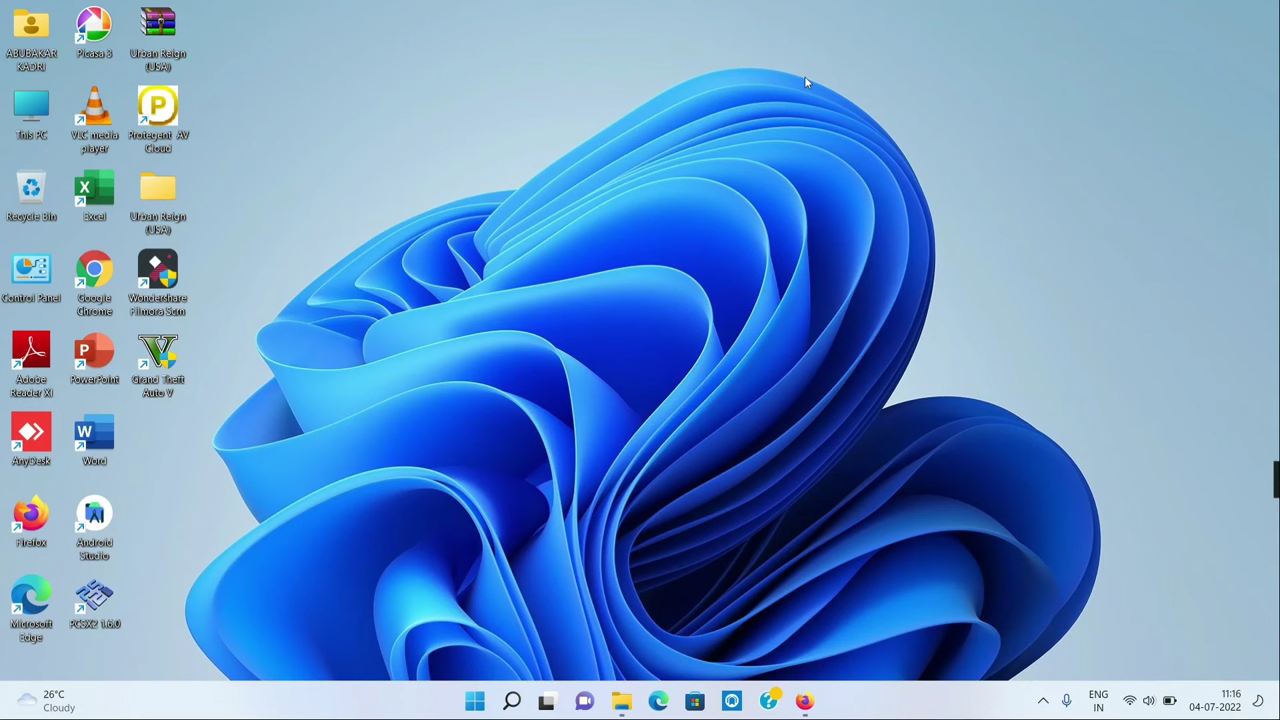 ABUBAKAR
KADRI
Picasa 3
Urban Reign
(USA)
This PC
VLC media
player
Protegent AV
Cloud
Recycle Bin
Excel
Urban Reign
(USA)
Control Panel
Google
Chrome
Wondershare
Filmora Scrn
Adobe
Reader XI
PowerPoint
Grand Theft
Auto V
AnyDesk
Word
Firefox
Android
Studio
Microsoft
Edge
PCSX2 1.6.0
26°C
Cloudy
ENG
IN
11:16
04-07-2022